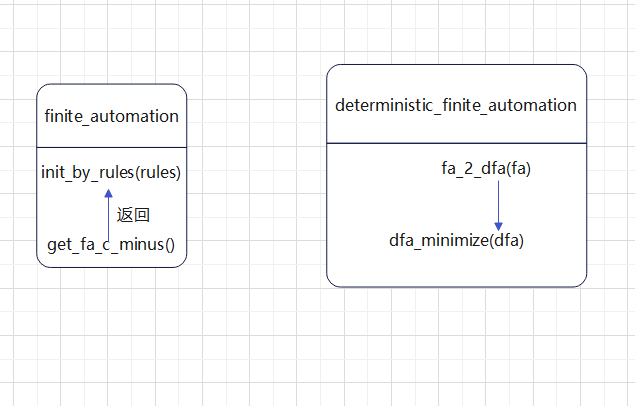 finite_automation
init_by_rules(rules)
返回
get_fa_c_minus()
deterministic_finite_automation
fa_2_dfa(fa)
dfa_minimize(dfa)